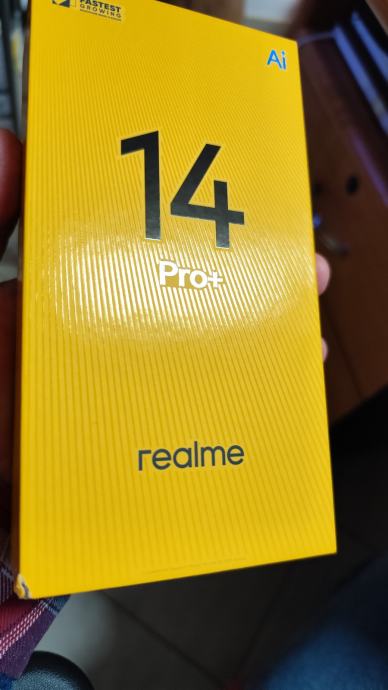 FASTEST
GROWING
Ai
14
Pro+
realme